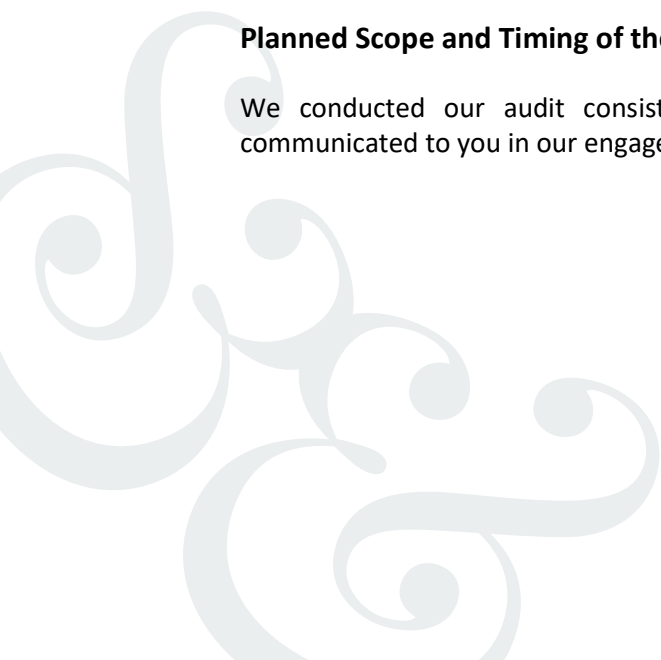 Planned Scope and Timing of the
We conducted our audit consist
communicated to you in our engage